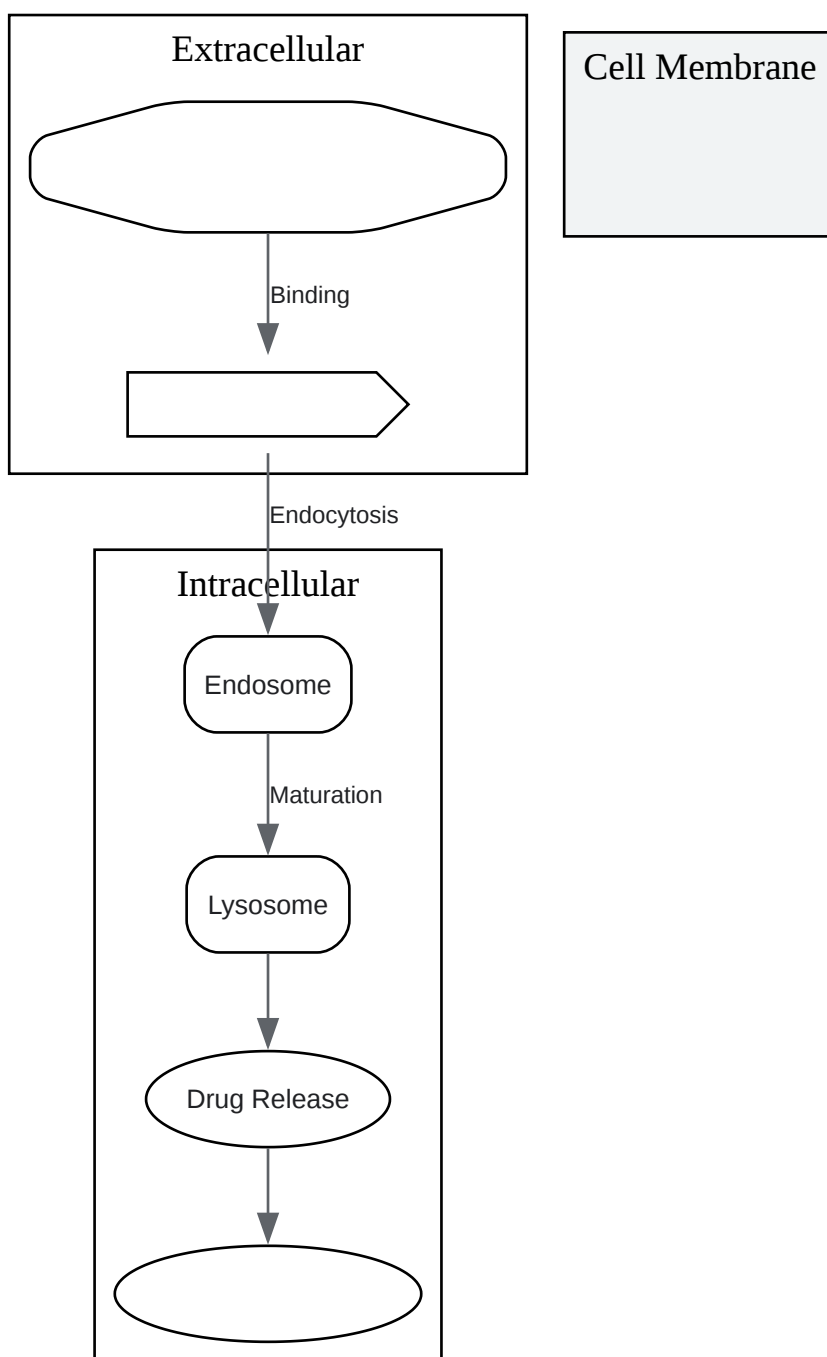 Extracellular
Cell Membrane
Binding
Endocytosis
Intracellular
Endosome
Maturation
Lysosome
Drug Release